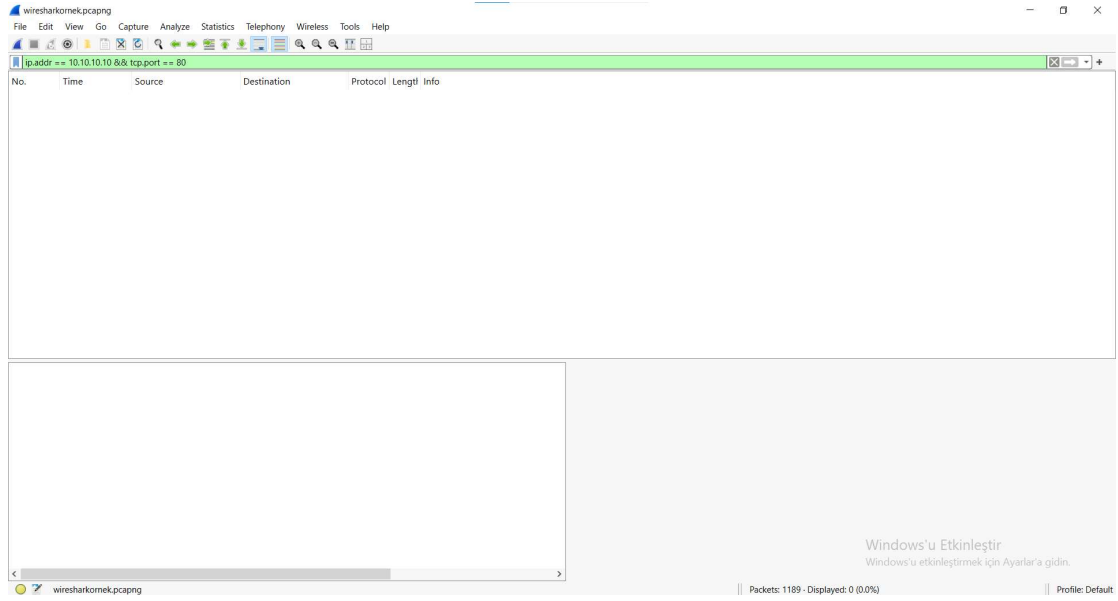 wiresharkornek.pcapng
File Edit View Go Capture Analyze Statistics Telephony Wireless Tools Help
ip.addr == 10.10.10.10 && tcp.port == 80
No. Time Source Destination Protocol Lengtl Info
Windows'u Etkinleştir
Windows'u etkinleştirmek için Ayarlar'a gidin.
wiresharkornek.pcapng Packets: 1189 · Displayed: 0 (0.0%) Profile: Default